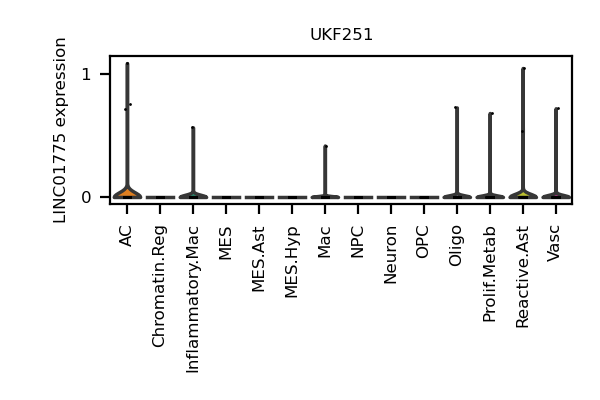 UKF251
LINC01775 expression
1
0
AC
Chromatin.Reg
Inflammatory.Mac
MES
MES.Ast
MES.Hyp
Mac
NPC
Neuron
OPC
Oligo
Prolif.Metab
Reactive.Ast
Vasc